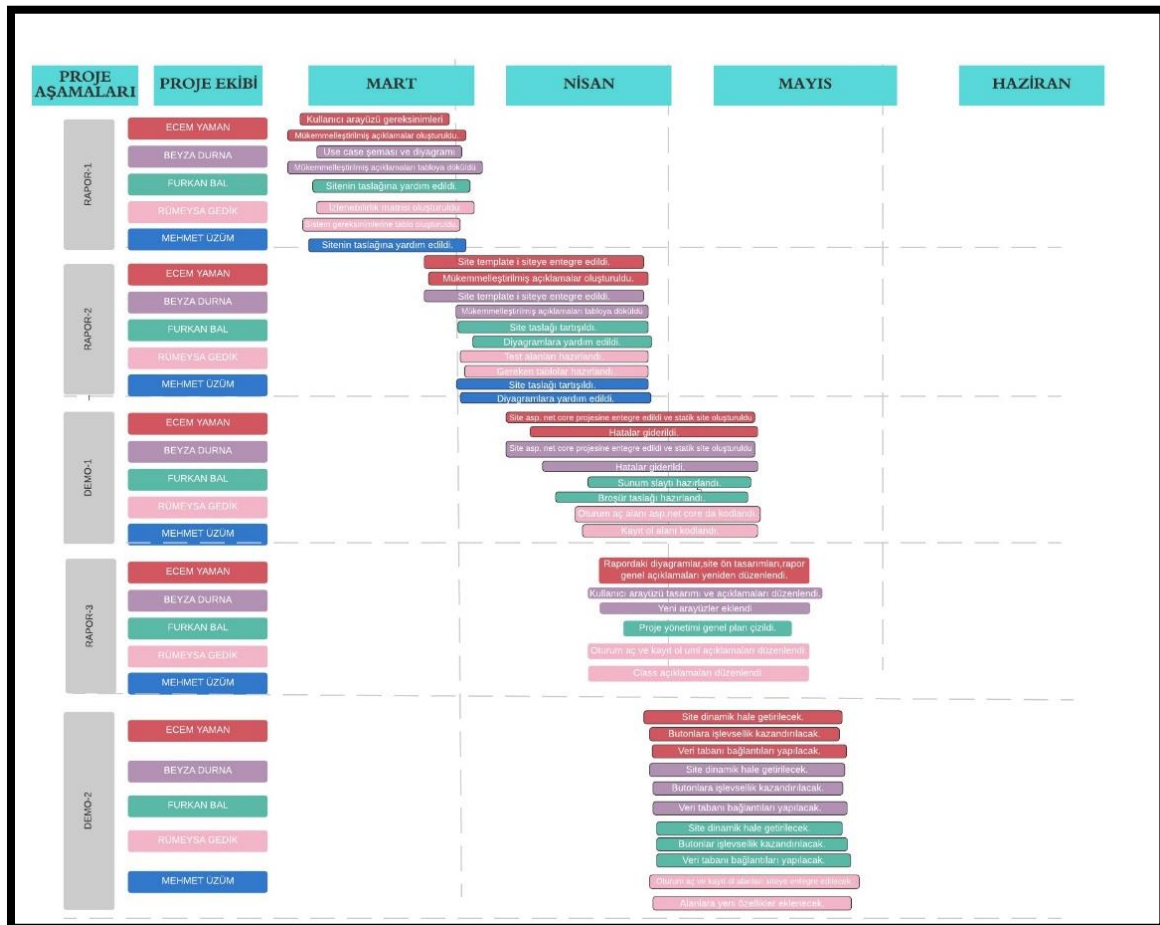 PROJE AŞAMALARI
PROJE EKİBİ
MART
NİSAN
MAYIS
HAZİRAN
RAPOR-1
ECEM YAMAN
Kullanıcı arayüzü gereksinimleri
Mükemmelleştirilmiş açıklamalar oluşturuldu.
BEYZA DURNA
Use case şeması ve diyagramı
Mükemmelleştirilmiş açıklamaları tabloya döküldü
FURKAN BAL
Sitenin taslağına yardım edildi.
RÜMEYSA GEDİK
İzlenebilirlik matrisi oluşturuldu.
Sistem gereksinimlerine tablo oluşturuldu.
MEHMET ÜZÜM
Sitenin taslağına yardım edildi.
RAPOR-2
ECEM YAMAN
Site template i siteye entegre edildi.
Mükemmelleştirilmiş açıklamalar oluşturuldu.
BEYZA DURNA
Site template i siteye entegre edildi.
Mükemmelleştirilmiş açıklamaları tabloya döküldü
FURKAN BAL
Site taslağı tartışıldı.
Diyagramlara yardım edildi.
RÜMEYSA GEDİK
Test alanları hazırlandı.
Gereken tablolar hazırlandı.
MEHMET ÜZÜM
Site taslağı tartışıldı.
Diyagramlara yardım edildi.
DEMO-1
ECEM YAMAN
Site asp. net core projesine entegre edildi ve statik site oluşturuldu
Hatalar giderildi.
BEYZA DURNA
Site asp. net core projesine entegre edildi ve statik site oluşturuldu
Hatalar giderildi.
FURKAN BAL
Sunum slaytı hazırlandı.
Broşür taslağı hazırlandı.
RÜMEYSA GEDİK
Oturum aç alanı asp.net core da kodlandı.
Kayıt ol alanı kodlandı.
MEHMET ÜZÜM
RAPOR-3
ECEM YAMAN
Rapordaki diyagramlar,site ön tasarımları,rapor
genel açıklamaları yeniden düzenlendi.
BEYZA DURNA
Kullanıcı arayüzü tasarımı ve açıklamaları düzenlendi.
Yeni arayüzler eklendi
FURKAN BAL
Proje yönetimi genel plan çizildi.
RÜMEYSA GEDİK
Oturum aç ve kayıt ol uml açıklamaları düzenlendi.
Class açıklamaları düzenlendi.
MEHMET ÜZÜM
DEMO-2
ECEM YAMAN
Site dinamik hale getirilecek.
Butonlara işlevsellik kazandırılacak.
Veri tabanı bağlantıları yapılacak.
BEYZA DURNA
Site dinamik hale getirilecek.
Butonlara işlevsellik kazandırılacak.
Veri tabanı bağlantıları yapılacak.
FURKAN BAL
Site dinamik hale getirilecek.
Butonlar işlevsellik kazandırılacak.
Veri tabanı bağlantıları yapılacak.
RÜMEYSA GEDİK
Oturum aç ve kayıt ol alanları siteye entegre edilecek.
Alanlara yeni özellikler eklenecek.
MEHMET ÜZÜM